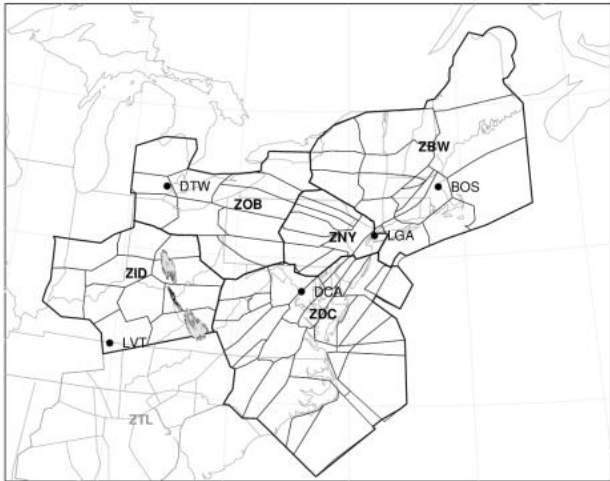 ZBW
DTW
BOS
ZOB
ZNY
LGA
ZID
DCA
ZDC
LVT
ZTL